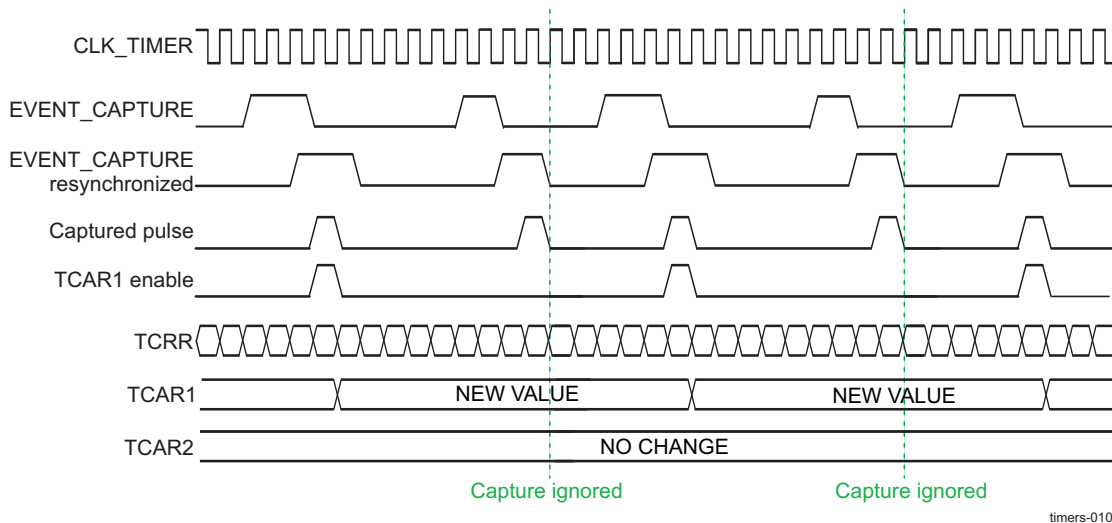 CLK_TIMER
EVENT_CAPTURE
EVENT_CAPTURE
resynchronized
Captured pulse
TCAR1 enable
TCRR
TCAR1
NEW VALUE
NEW VALUE
TCAR2
NO CHANGE
Capture ignored
Capture ignored
timers-010